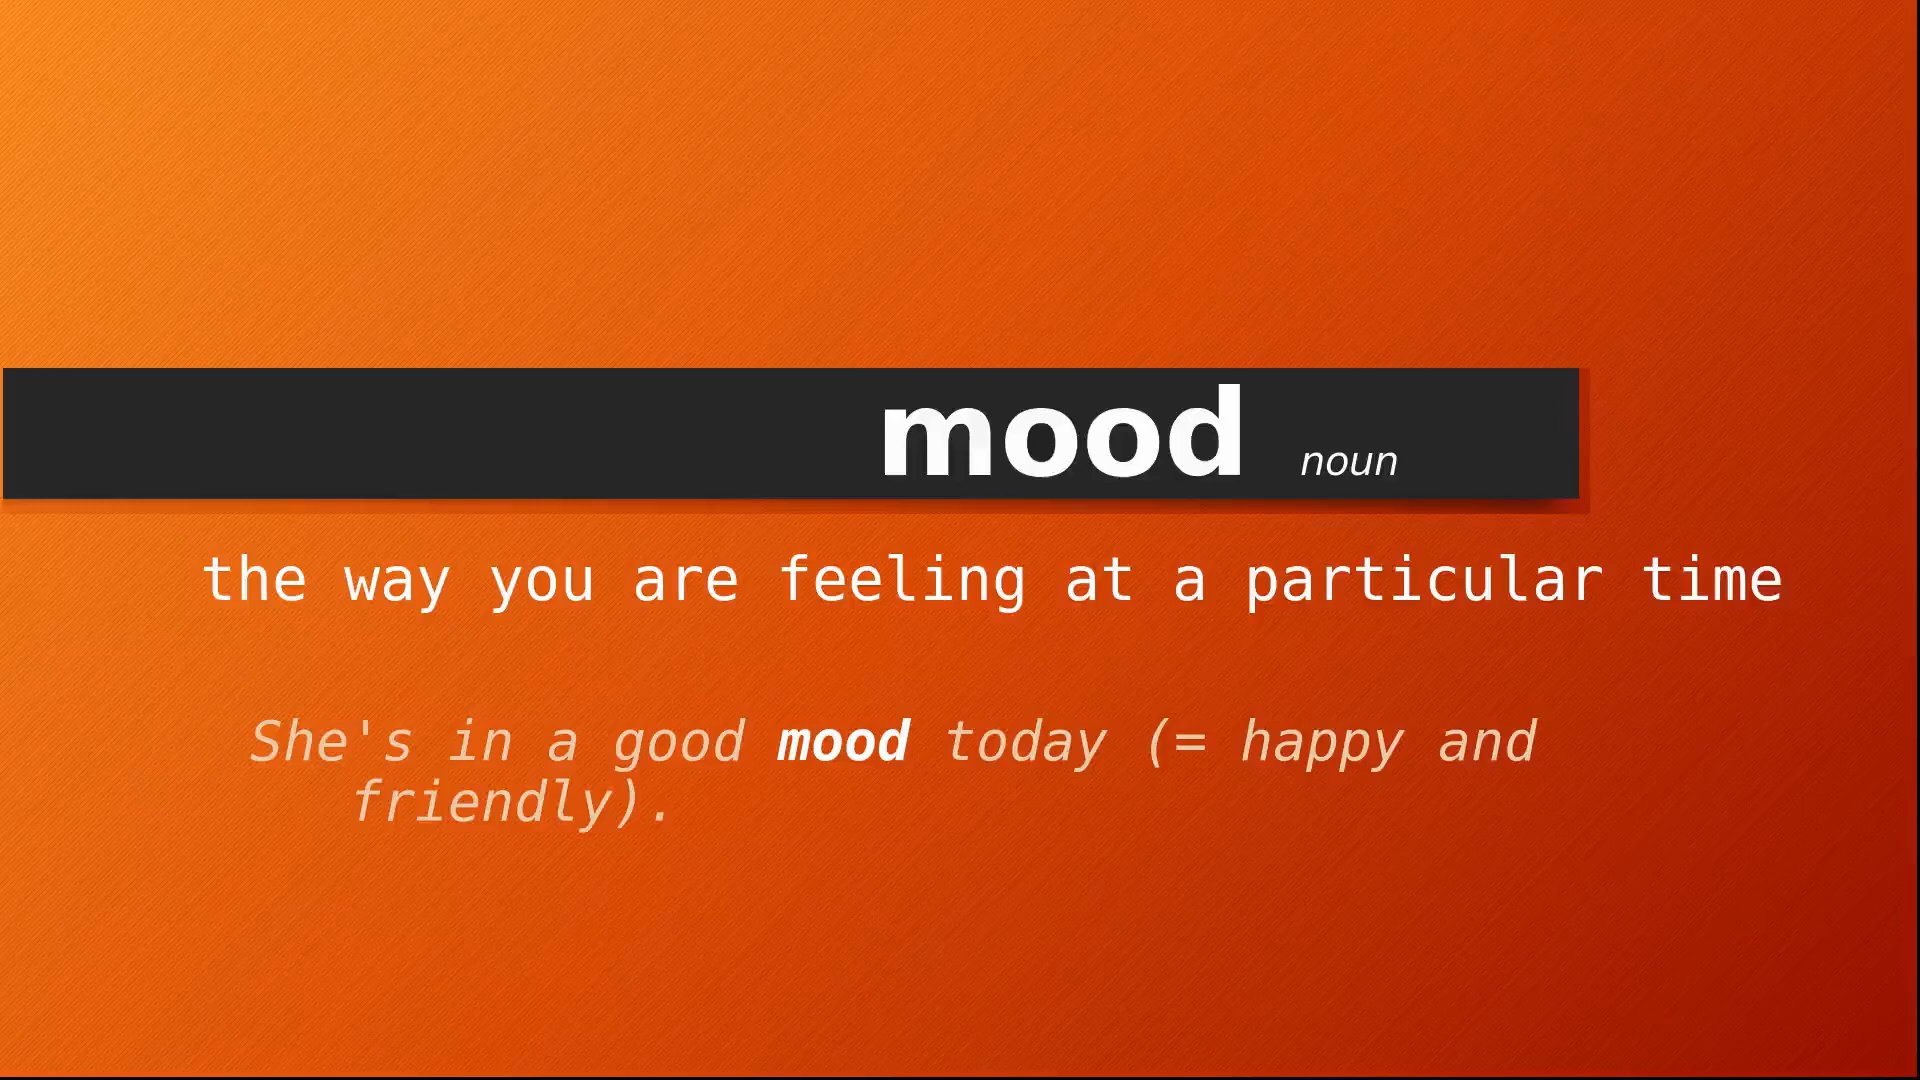 mood noun
the way you are feeling at a particular time
She's in a good mood today (= happy and
friendly).